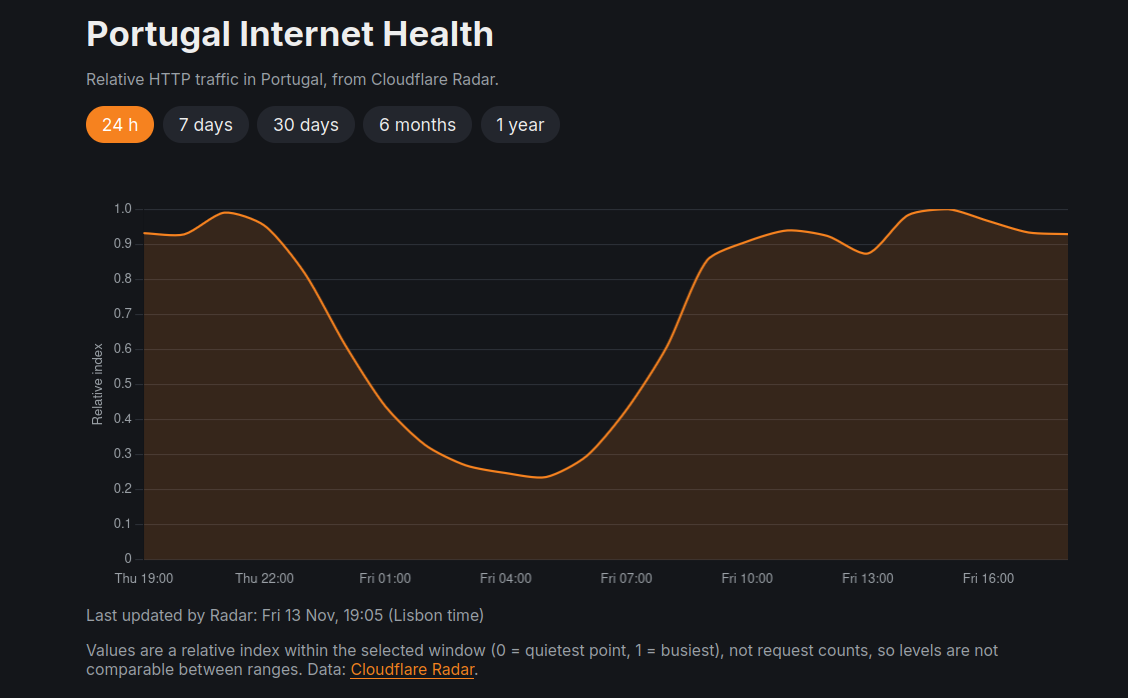 Portugal Internet Health
Relative HTTP traffic in Portugal, from Cloudflare Radar.
24 h
7 days
30 days
6 months
1 year
Relative index
1.0
0.9
0.8
0.7
0.6
0.5
0.4
0.3
0.2
0.1
0
Thu 19:00
Thu 22:00
Fri 01:00
Fri 04:00
Fri 07:00
Fri 10:00
Fri 13:00
Fri 16:00
Last updated by Radar: Fri 13 Nov, 19:05 (Lisbon time)
Values are a relative index within the selected window (0 = quietest point, 1 = busiest), not request counts, so levels are not
comparable between ranges. Data: Cloudflare Radar.